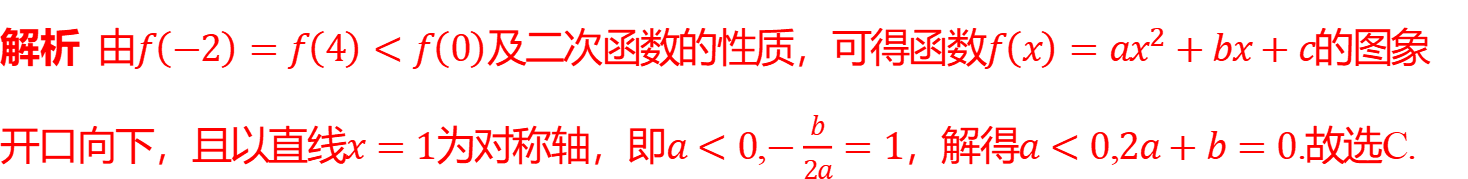 解析 由f(−2) = f(4) < f(0)及二次函数的性质，可得函数f(x) = ax² + bx + c的图象
开口向下，且以直线x = 1为对称轴，即a < 0,−\frac{b}{2a} = 1，解得a < 0,2a + b = 0.故选C.